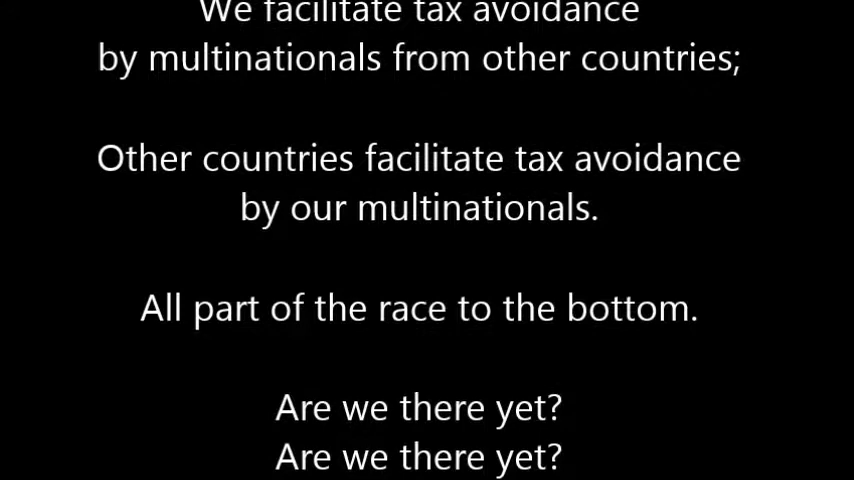 We facilitate tax avoidance
by multinationals from other countries;
Other countries facilitate tax avoidance
by our multinationals.
All part of the race to the bottom.
Are we there yet?
Are we there yet?